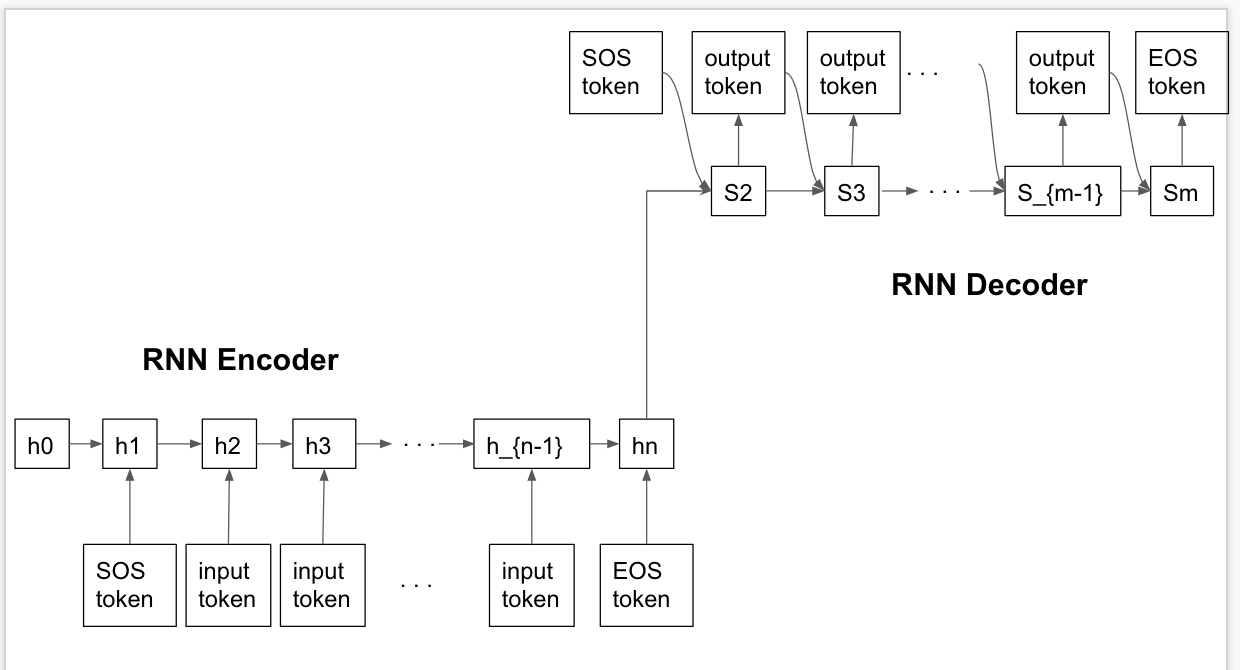 SOS
token
output
token
output
token
. . .
output
token
EOS
token
S2
S3
. . .
S_{m-1}
Sm
RNN Decoder
RNN Encoder
h0
h1
h2
h3
. . .
h_{n-1}
hn
SOS
token
input
token
input
token
. . .
input
token
EOS
token